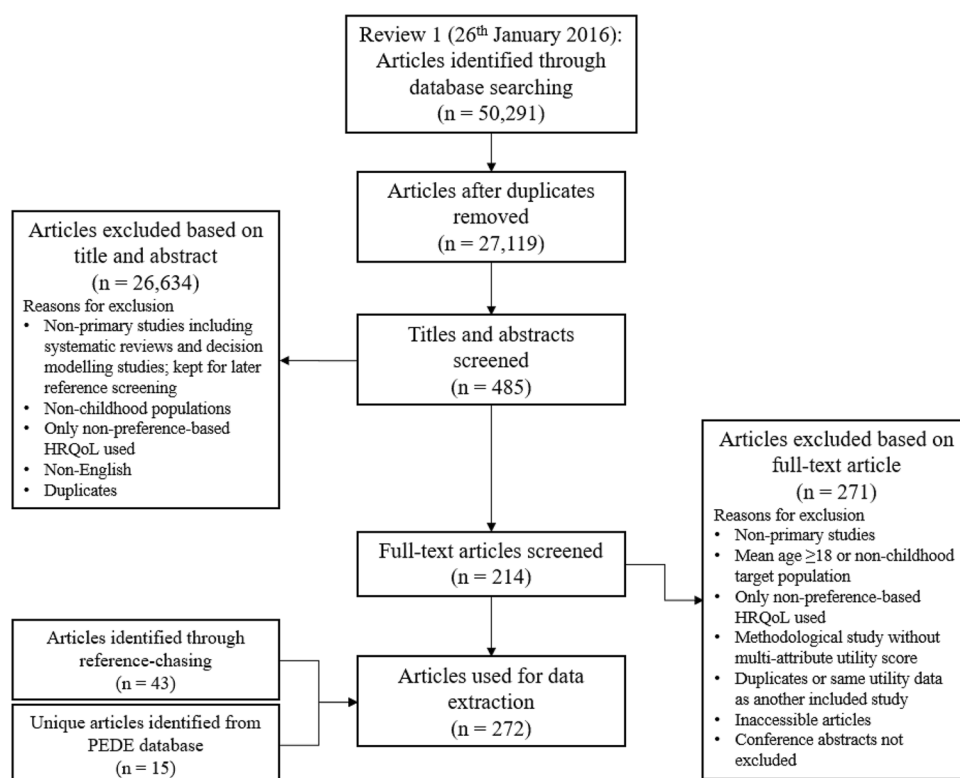 Review 1 (26th January 2016):
Articles identified through
database searching
(n = 50,291)
Articles after duplicates
removed
(n = 27,119)
Articles excluded based on
title and abstract
(n = 26,634)
Reasons for exclusion
• Non-primary studies including
systematic reviews and decision
modelling studies; kept for later
reference screening
• Non-childhood populations
• Only non-preference-based
HRQoL used
• Non-English
• Duplicates
Titles and abstracts
screened
(n = 485)
Articles excluded based on
full-text article
(n = 271)
Reasons for exclusion
• Non-primary studies
• Mean age ≥18 or non-childhood
target population
• Only non-preference-based
HRQoL used
• Methodological study without
multi-attribute utility score
• Duplicates or same utility data
as another included study
• Inaccessible articles
• Conference abstracts not
excluded
Full-text articles screened
(n = 214)
Articles identified through
reference-chasing
(n = 43)
Unique articles identified from
PEDE database
(n = 15)
Articles used for data
extraction
(n = 272)